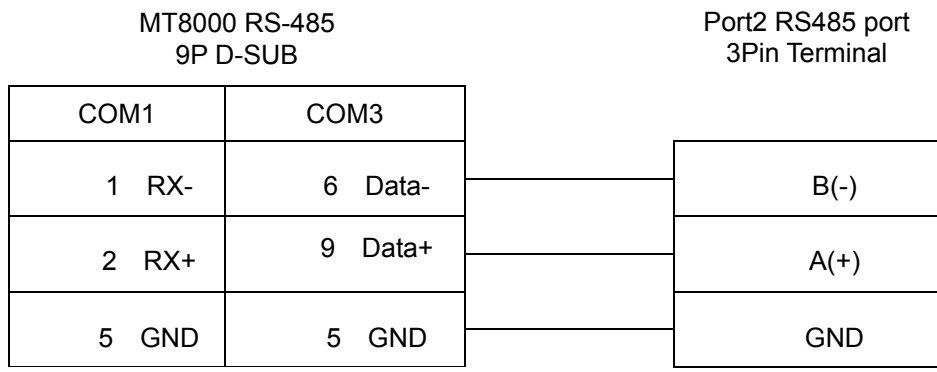 MT8000 RS-485
9P D-SUB
Port2 RS485 port
3Pin Terminal
COM1 COM3
1 RX- 6 Data- B(-)
2 RX+ 9 Data+ A(+)
5 GND 5 GND GND